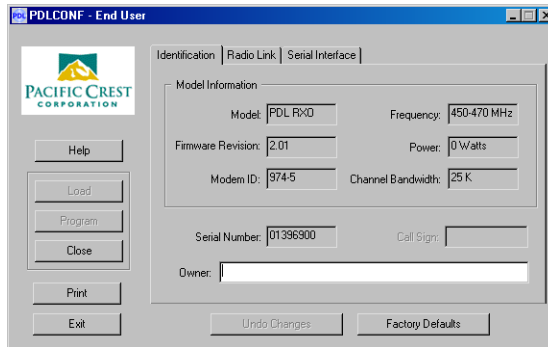 PDL PDLCONF - End User
PACIFIC CREST
CORPORATION
Help
Load
Program
Close
Print
Exit
Identification Radio Link Serial Interface
Model Information
Model: PDL RXO Frequency: 450-470 MHz
Firmware Revision: 2.01 Power: 0 Watts
Modem ID: 974-5 Channel Bandwidth: 25 K
Serial Number: 01396900 Call Sign:
Owner:
Undo Changes Factory Defaults